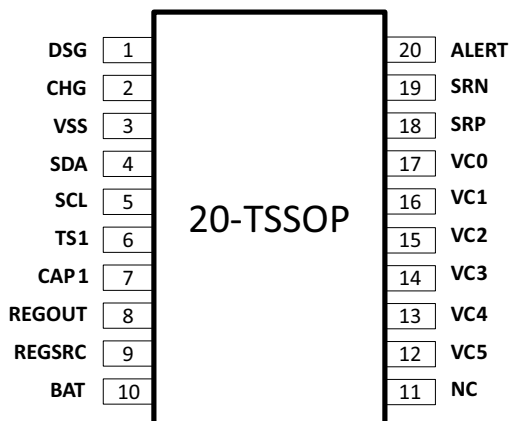 DSG 1 20 ALERT
CHG 2 19 SRN
VSS 3 18 SRP
SDA 4 17 VC0
SCL 5 16 VC1
20-TSSOP
TS1 6 15 VC2
CAP1 7 14 VC3
REGOUT 8 13 VC4
REGSRC 9 12 VC5
BAT 10 11 NC